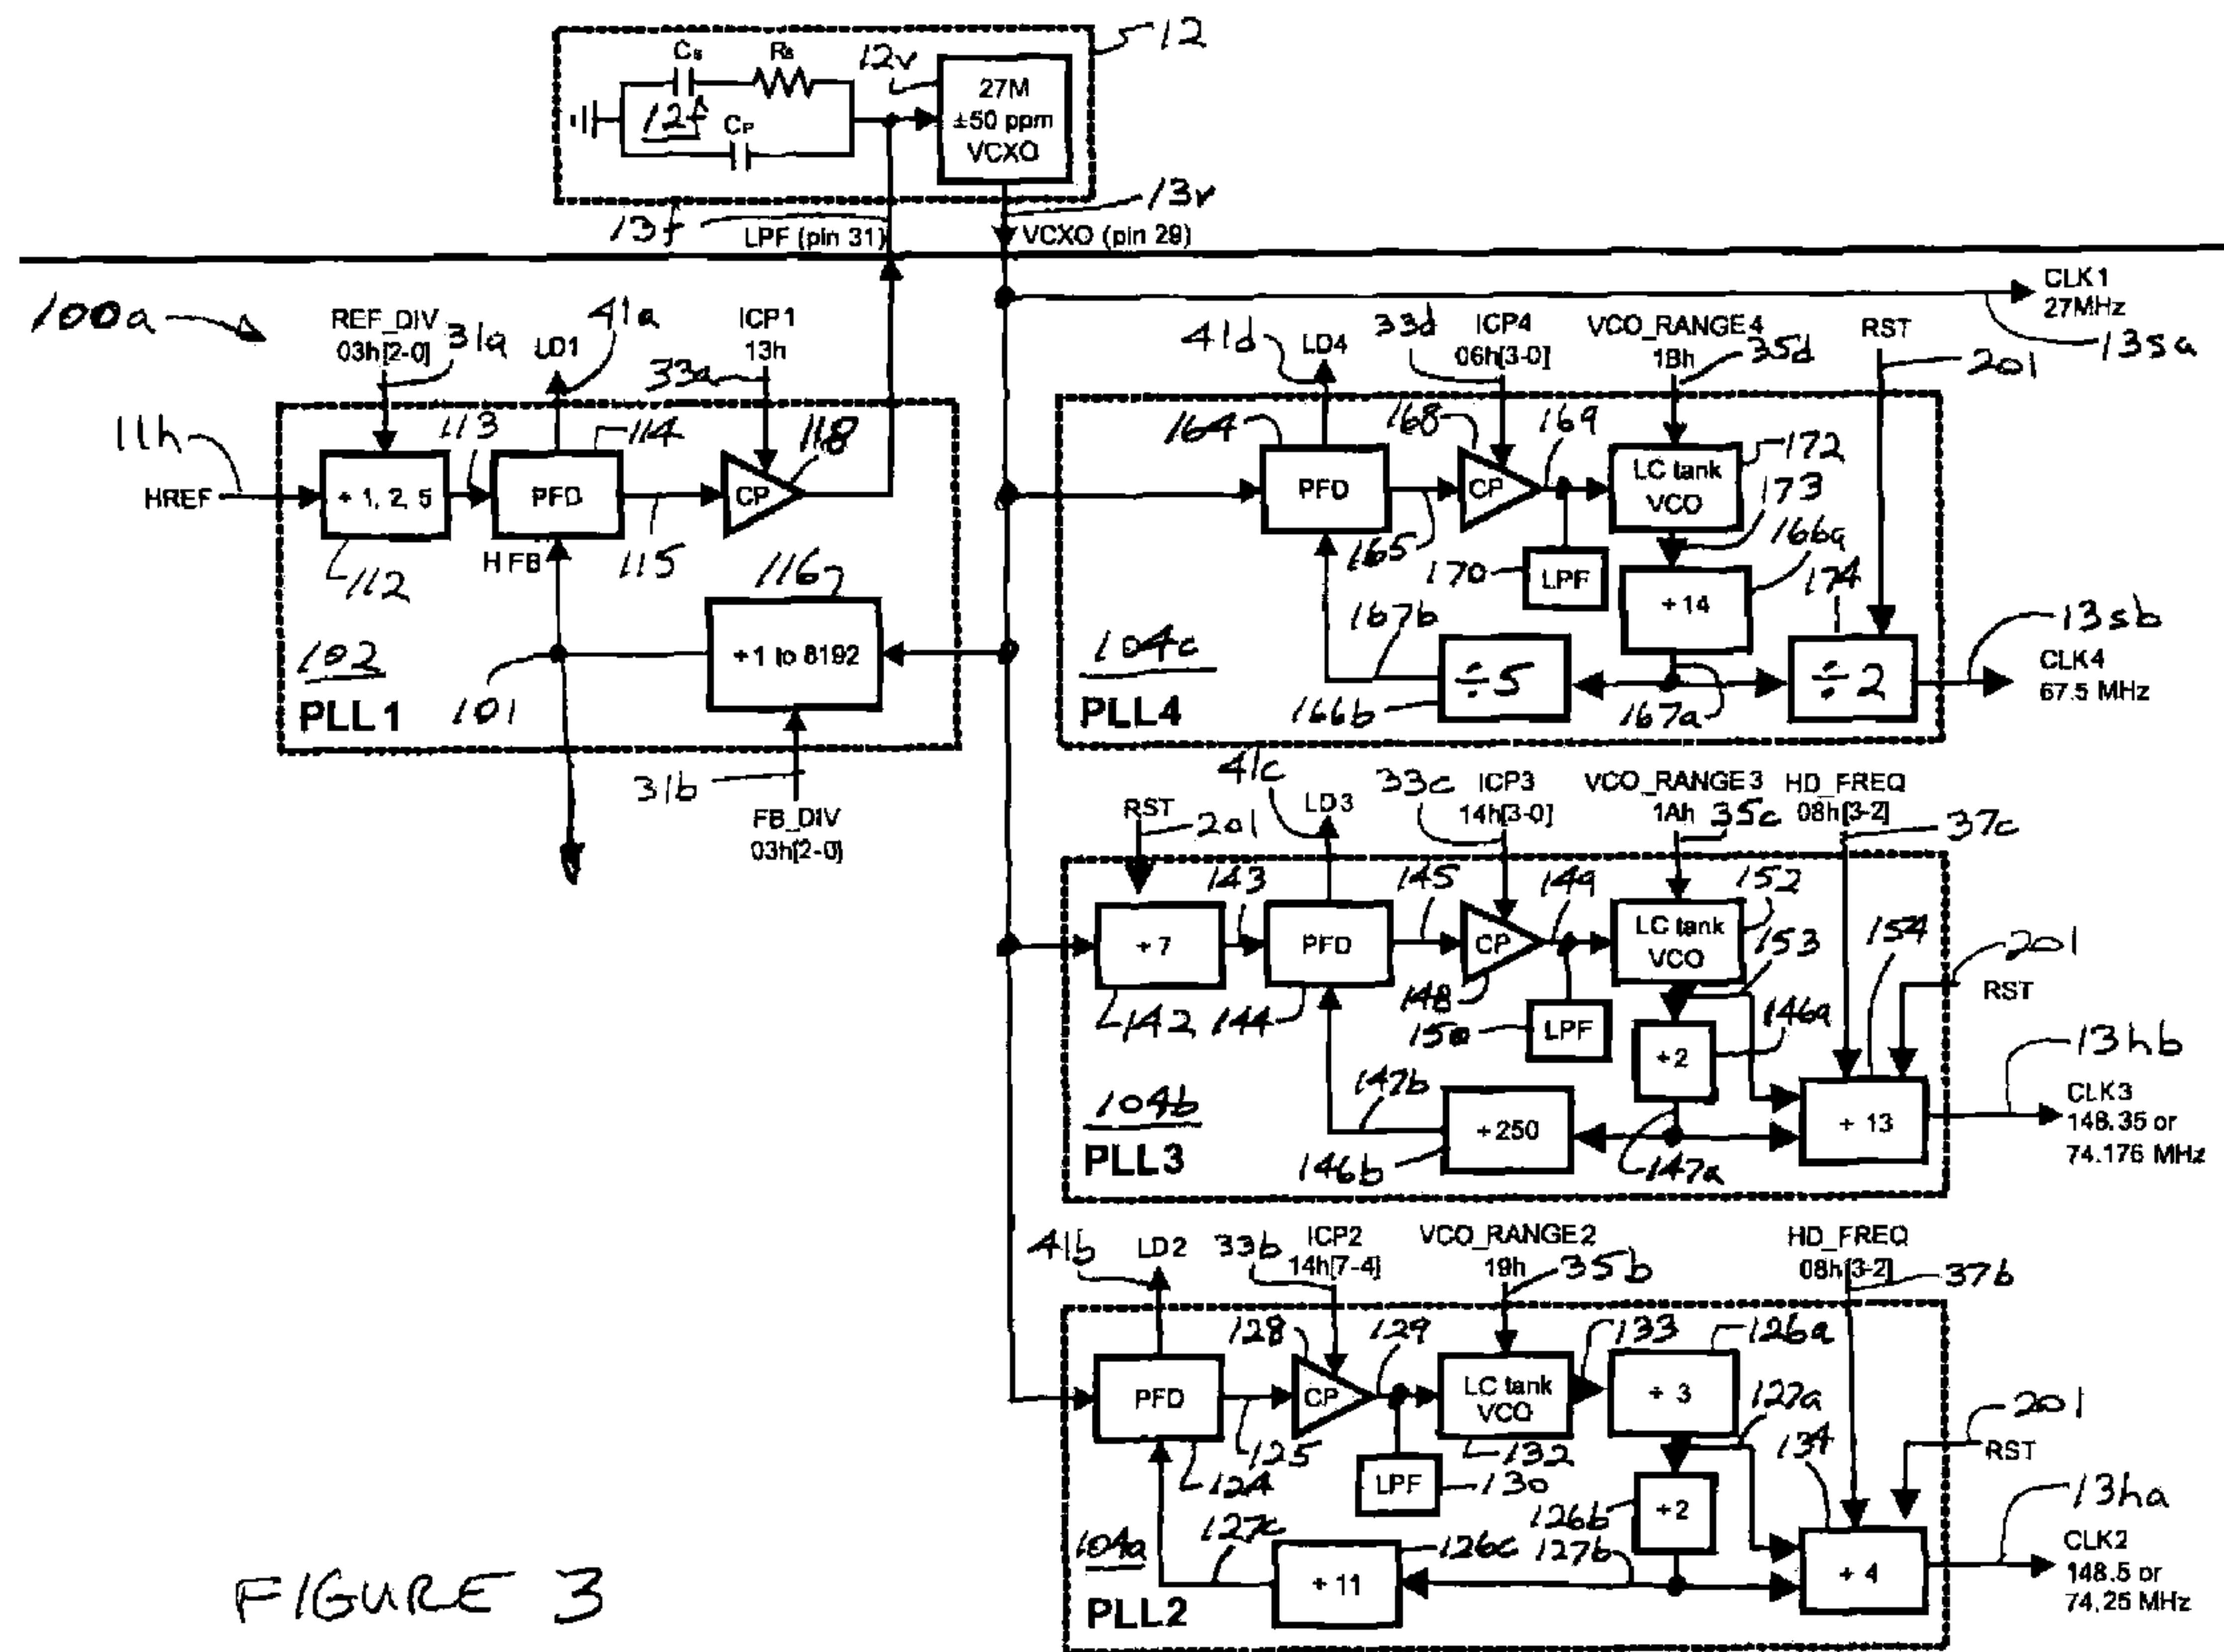 12
Cs
Rs
12v
27M
±50 ppm
VCXO
12f
Cp
13f
13v
LPF (pin 31)
VCXO (pin 29)
100a
REF_DIV
03h[2-0]
31a
41a
LD1
ICP1
13h
33a
11h
HREF
113
114
118
÷ 1, 2, 5
PFD
CP
112
H FB
115
116
÷1 to 8192
102
PLL1
101
31b
FB_DIV
03h[2-0]
CLK1
27MHz
135a
41d
LD4
33d
ICP4
06h[3-0]
VCO_RANGE4
1Bh
35d
RST
201
164
168
169
172
PFD
CP
LC tank
VCO
173
165
166a
170
LPF
÷14
174
167b
104c
PLL4
÷5
÷2
166b
167a
13sb
CLK4
67.5 MHz
41c
RST
201
LD3
33c
ICP3
14h[3-0]
VCO_RANGE3
1Ah
35c
HD_FREQ
08h[3-2]
37c
143
145
149
152
÷ 7
PFD
CP
LC tank
VCO
153
154
201
RST
142
144
148
150
LPF
÷2
146a
147b
104b
PLL3
÷250
146b
147a
÷ 13
13hb
CLK3
148.35 or
74.176 MHz
41b
LD2
33b
ICP2
14h[7-4]
VCO_RANGE2
19h
35b
HD_FREQ
08h[3-2]
37b
128
129
133
126a
PFD
CP
LC tank
VCO
÷ 3
127a
134
201
RST
125
124
132
LPF
130
126b
÷2
127c
126c
127b
104a
PLL2
÷ 11
÷ 4
13ha
CLK2
148.5 or
74.25 MHz
FIGURE 3